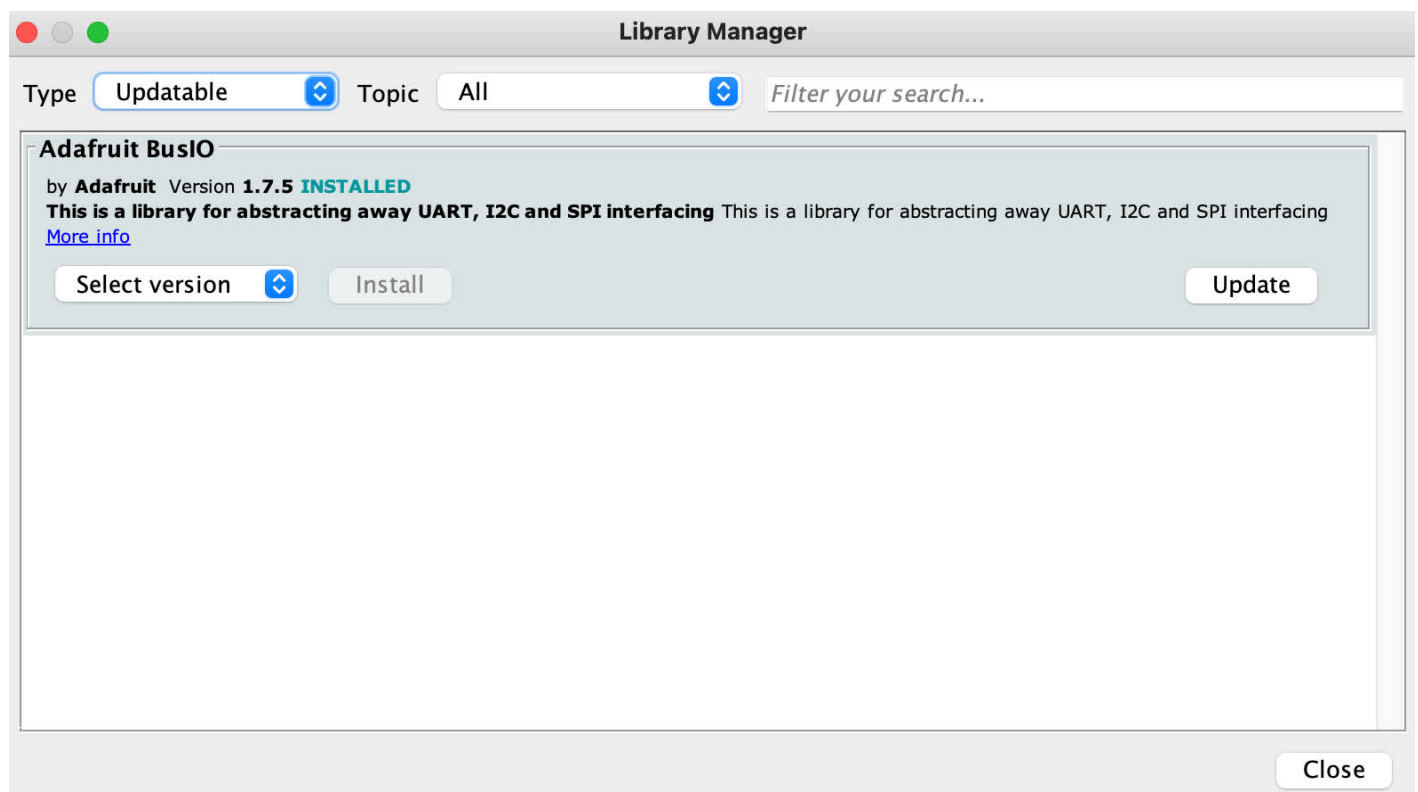 Library Manager
Type Updatable Topic All Filter your search...
Adafruit BusIO
by Adafruit Version 1.7.5 INSTALLED
This is a library for abstracting away UART, I2C and SPI interfacing This is a library for abstracting away UART, I2C and SPI interfacing
More info
Select version Install Update
Close